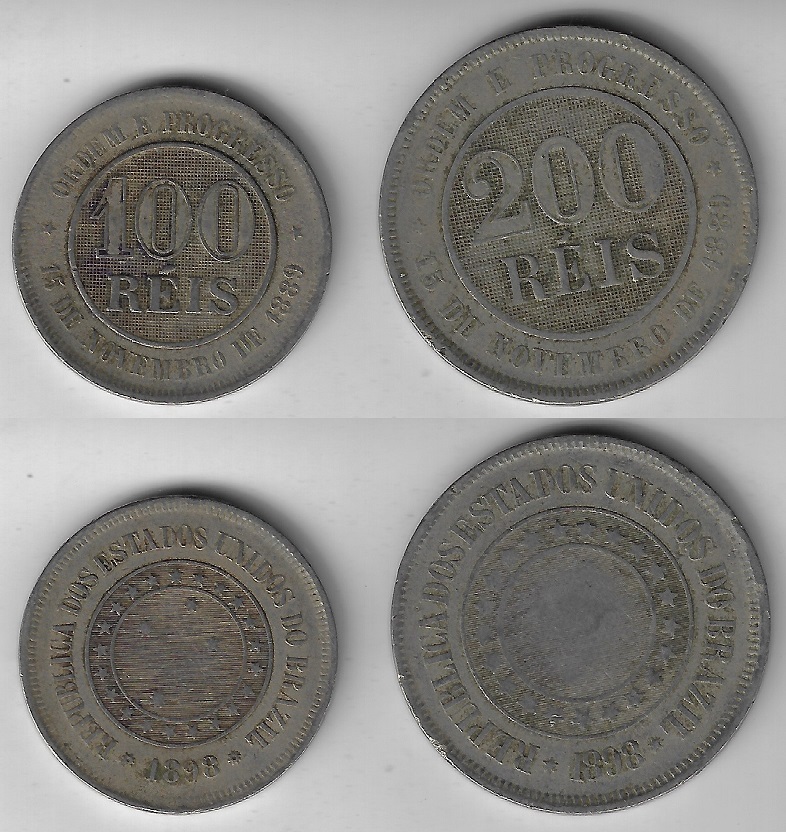 ORDEM E PROGRESSO
100
RÉIS
15 DE NOVEMBRO DE 1889
ORDEM E PROGRESSO
200
RÉIS
15 DE NOVEMBRO DE 1889
REPUBLICA DOS ESTADOS UNIDOS DO BRAZIL
1898
REPUBLICA DOS ESTADOS UNIDOS DO BRAZIL
1898